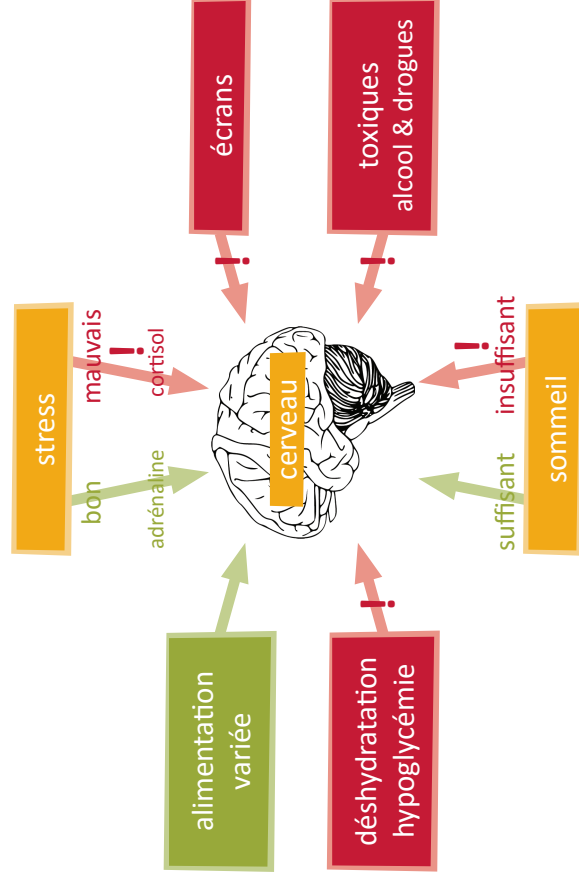 stress
bon
mauvais
!
adrénaline
cortisol
alimentation
variée
écrans
!
cerveau
déshydratation
hypoglycémie
!
toxiques
alcool & drogues
!
suffisant
insuffisant
!
sommeil